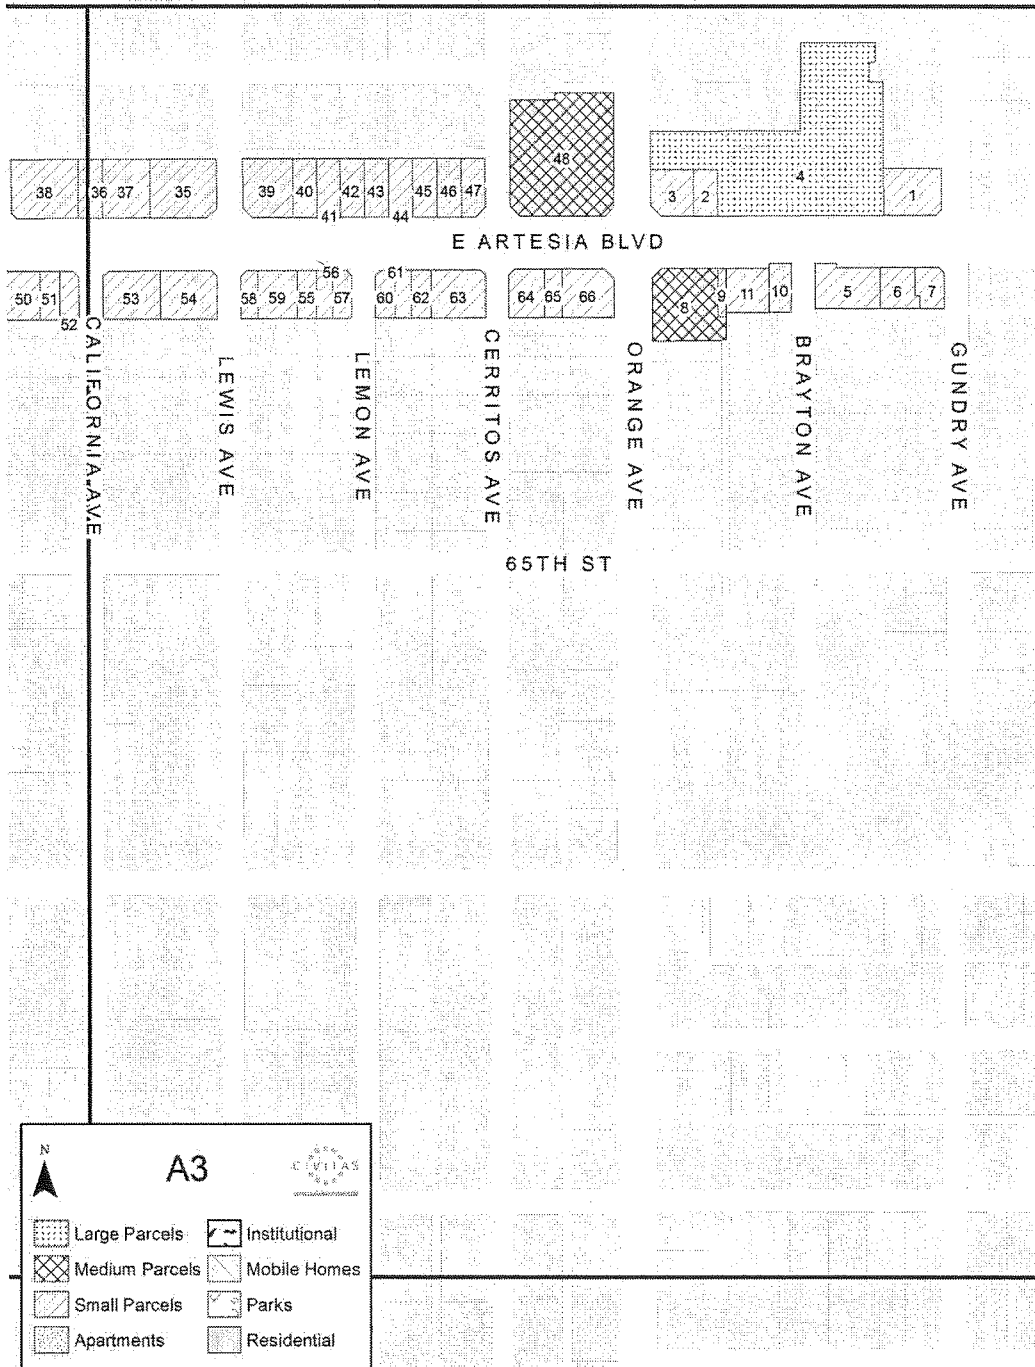 48
38 36 37 35 39 40 42 43 45 46 47 3 2 4 1
41 44
E ARTESIA BLVD
56 61
50 51 53 54 58 59 55 57 60 62 63 64 65 66 8 9 11 10 5 6 7
52
CALIFORNIA AVE
LEWIS AVE
LEMON AVE
CERRITOS AVE
ORANGE AVE
BRAYTON AVE
GUNDRY AVE
65TH ST
N
A3
CIVITAS
Large Parcels
Medium Parcels
Small Parcels
Apartments
Institutional
Mobile Homes
Parks
Residential